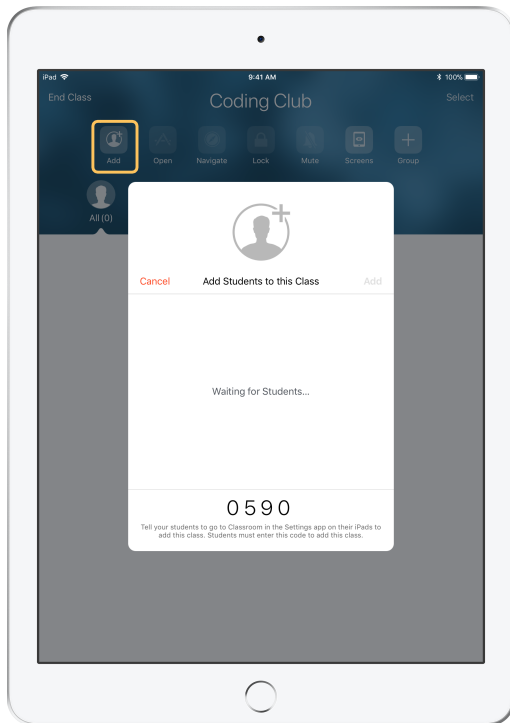 iPad
9:41 AM
100%
End Class
Coding Club
Select
Add
Open
Navigate
Lock
Mute
Screens
Group
All (0)
Cancel
Add Students to this Class
Add
Waiting for Students...
0590
Tell your students to go to Classroom in the Settings app on their iPads to
add this class. Students must enter this code to add this class.